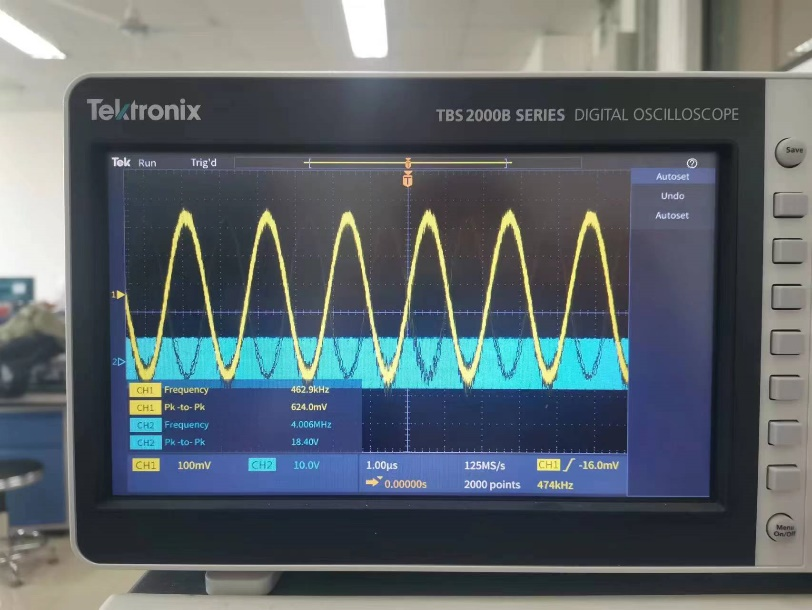 Tektronix
TBS 2000B SERIES DIGITAL OSCILLOSCOPE
Save
Tek Run Trig'd
Autoset
Undo
Autoset
T
1
2
CH1 Frequency 462.9kHz
CH1 Pk-to-Pk 624.0mV
CH2 Frequency 4.006MHz
CH2 Pk-to-Pk 18.40V
CH1 100mV CH2 10.0V 1.00µs 125MS/s CH1 -16.0mV
0.00000s 2000 points 474kHz
Menu
On/Off